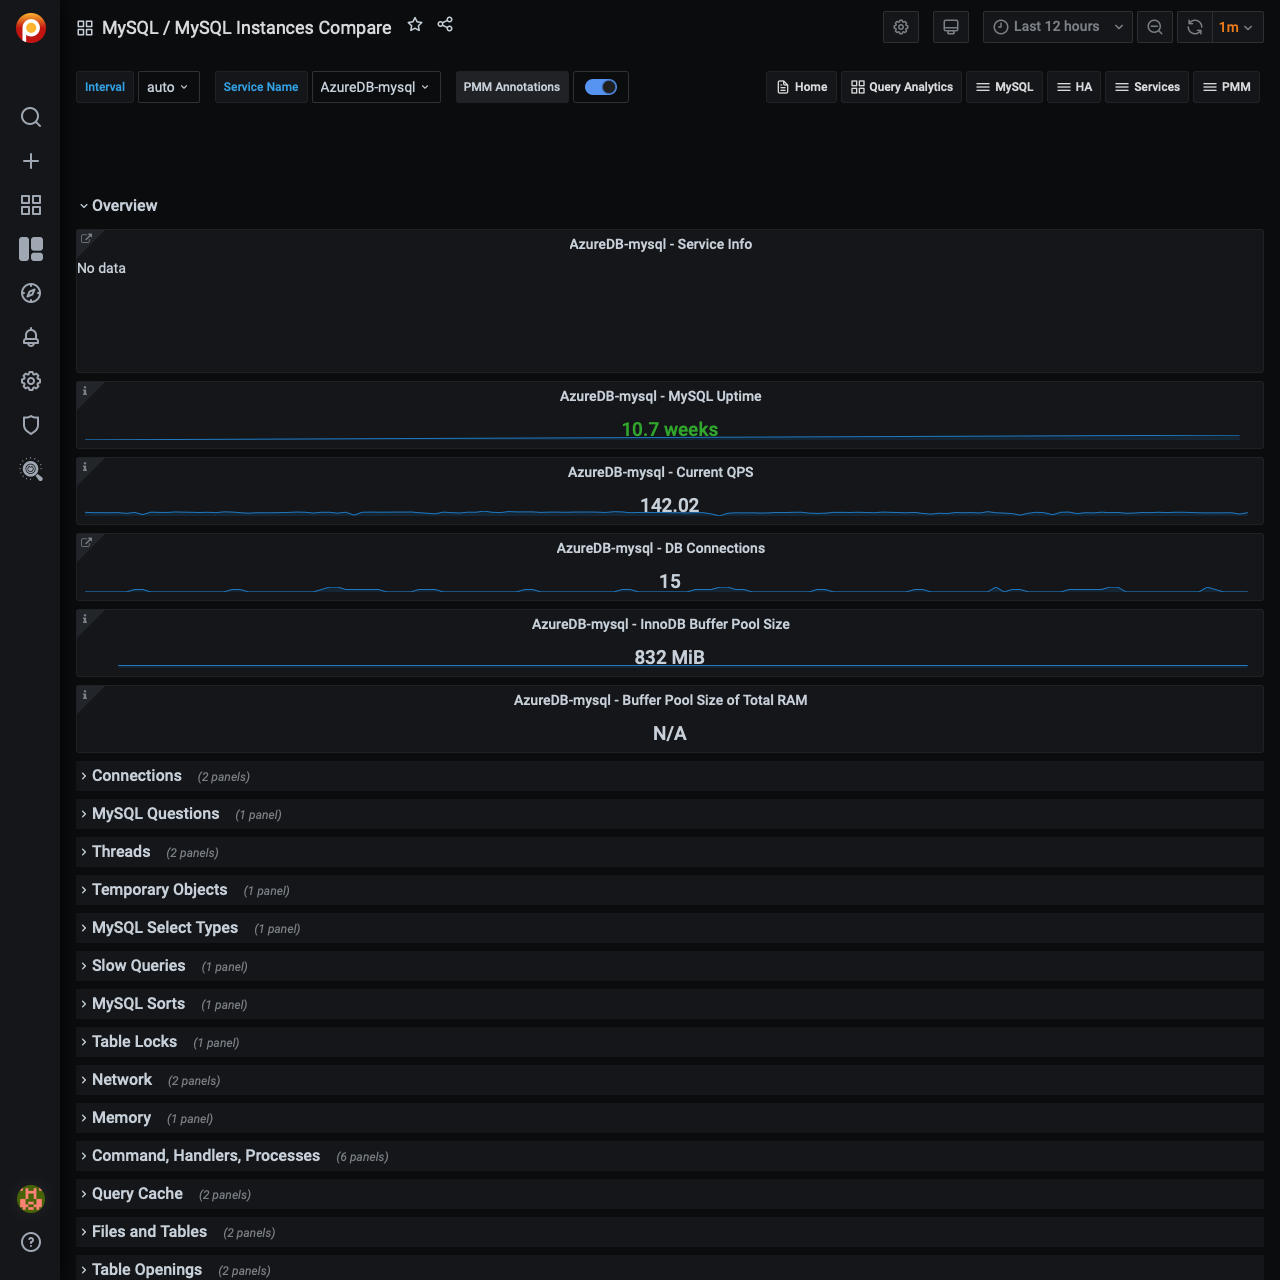 MySQL / MySQL Instances Compare
Last 12 hours
1m
Interval
auto
Service Name
AzureDB-mysql
PMM Annotations
Home
Query Analytics
MySQL
HA
Services
PMM
Overview
AzureDB-mysql - Service Info
No data
AzureDB-mysql - MySQL Uptime
10.7 weeks
AzureDB-mysql - Current QPS
142.02
AzureDB-mysql - DB Connections
15
AzureDB-mysql - InnoDB Buffer Pool Size
832 MiB
AzureDB-mysql - Buffer Pool Size of Total RAM
N/A
Connections (2 panels)
MySQL Questions (1 panel)
Threads (2 panels)
Temporary Objects (1 panel)
MySQL Select Types (1 panel)
Slow Queries (1 panel)
MySQL Sorts (1 panel)
Table Locks (1 panel)
Network (2 panels)
Memory (1 panel)
Command, Handlers, Processes (6 panels)
Query Cache (2 panels)
Files and Tables (2 panels)
Table Openings (2 panels)